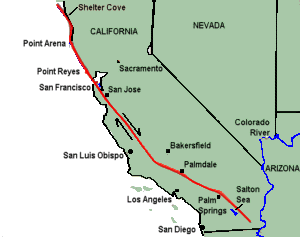 Shelter Cove
NEVADA
CALIFORNIA
Point Arena
Sacramento
Point Reyes
San Francisco
San Jose
Colorado
River
Bakersfield
San Luis Obispo
Palmdale
ARIZONA
Salton
Sea
Los Angeles
Palm
Springs
San Diego